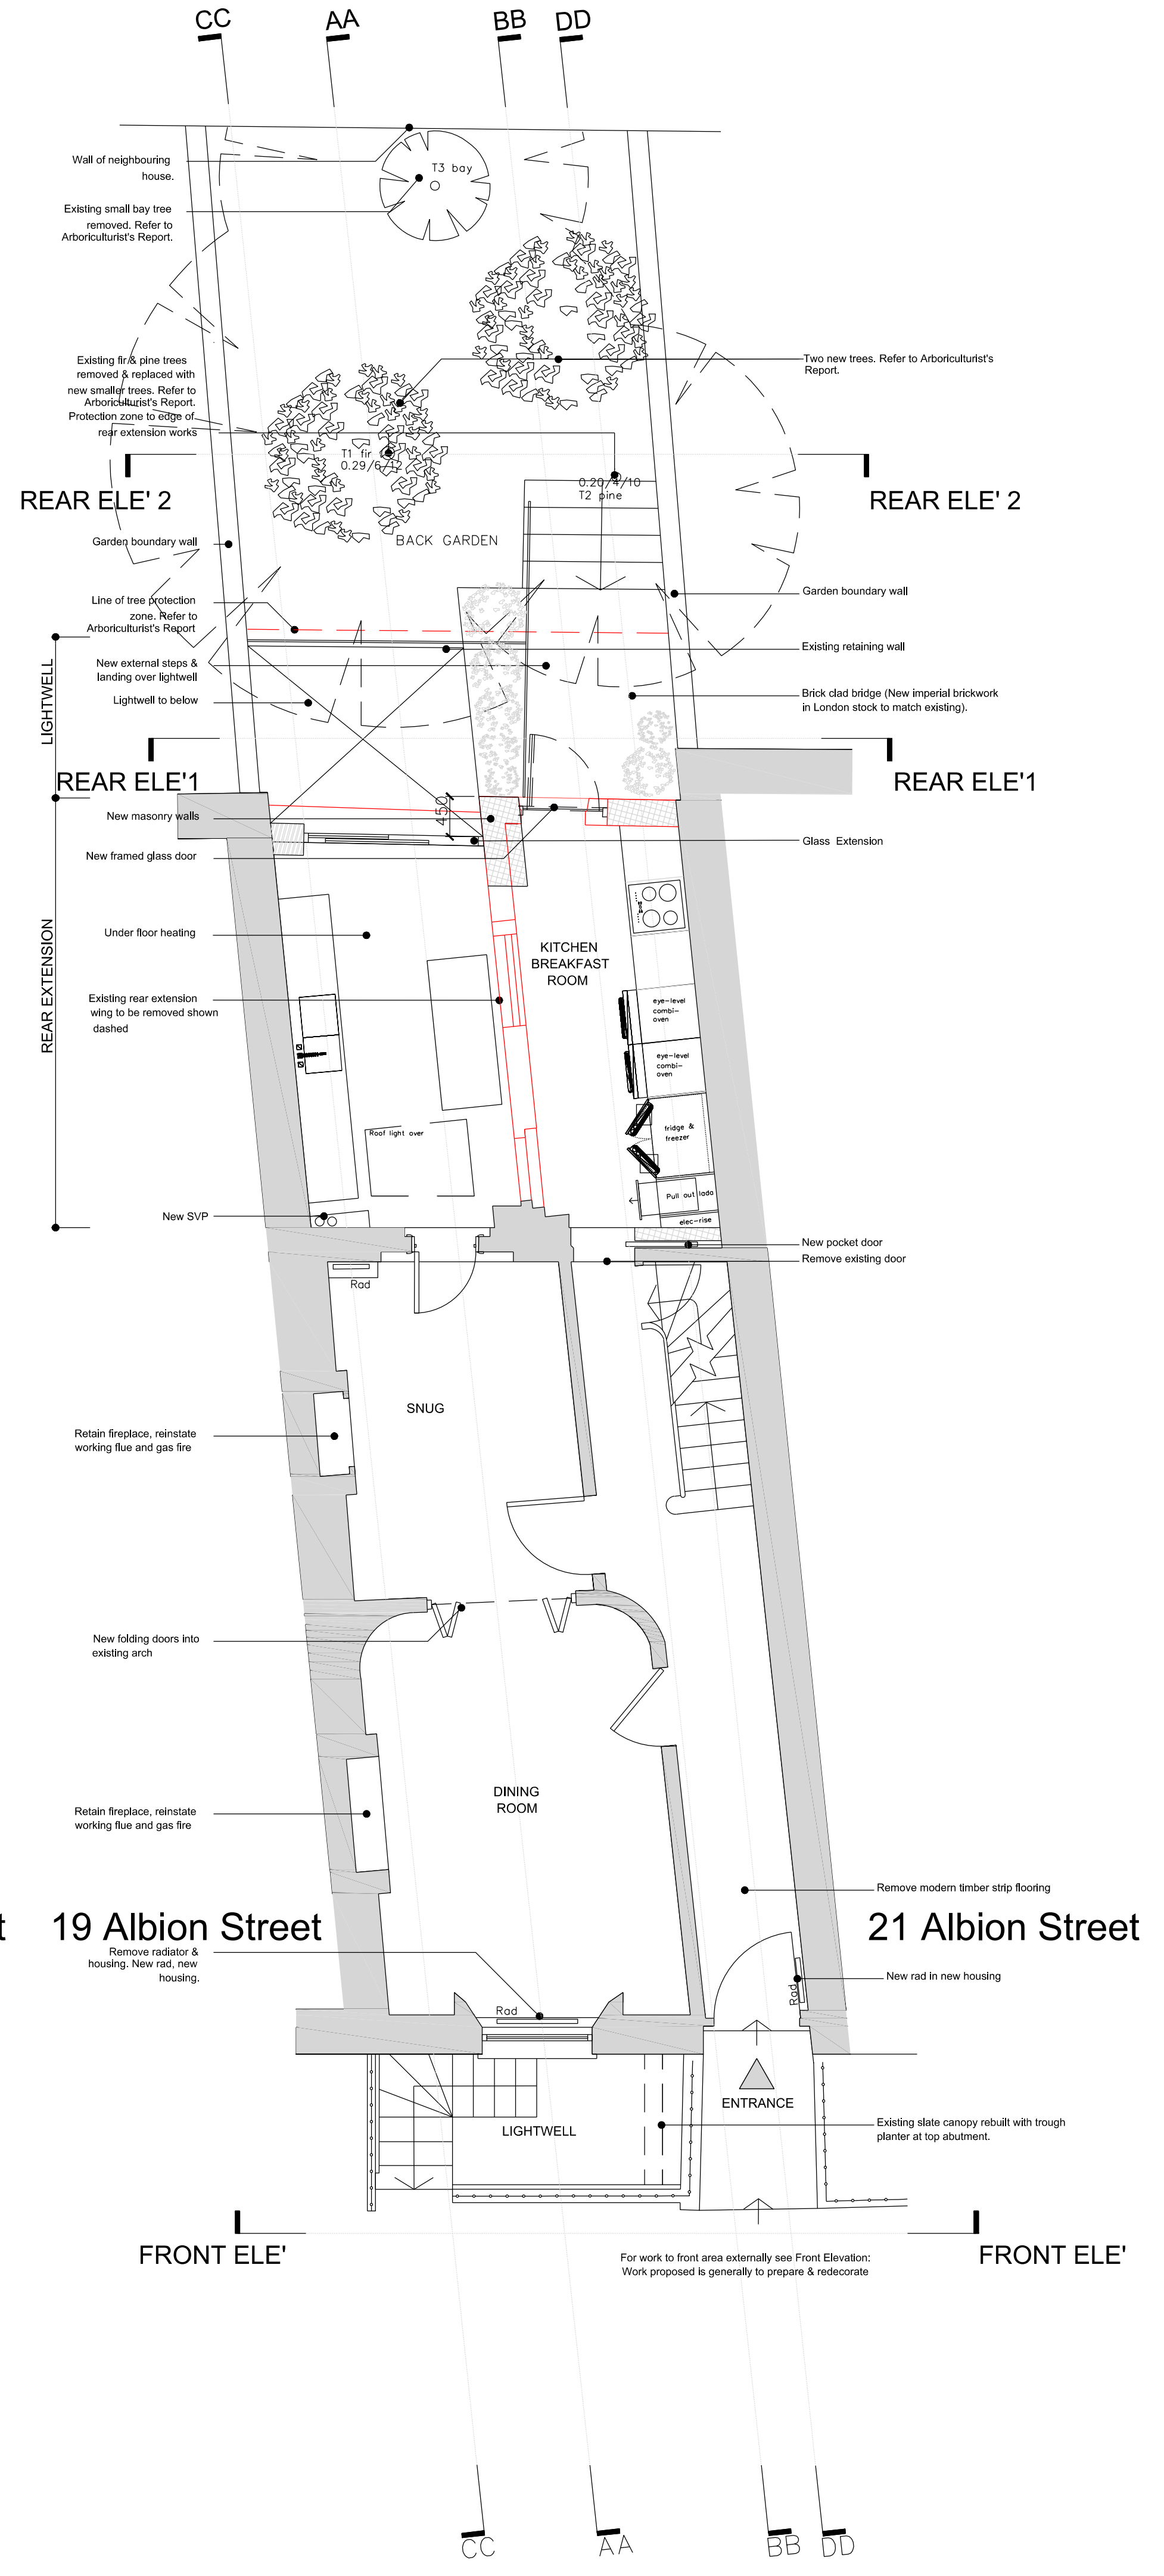 CC
AA
BB
DD
Wall of neighbouring
house.
T3 bay
Existing small bay tree
removed. Refer to
Arboriculturist's Report.
Existing fir & pine trees
removed & replaced with
new smaller trees. Refer to
Arboriculturist's Report.
Protection zone to edge of
rear extension works
Two new trees. Refer to Arboriculturist's
Report.
T1 fir
0.29/6/12
0.20/4/10
T2 pine
REAR ELE' 2
REAR ELE' 2
BACK GARDEN
Garden boundary wall
Garden boundary wall
Line of tree protection
zone. Refer to
Arboriculturist's Report
Existing retaining wall
New external steps &
landing over lightwell
Lightwell to below
Brick clad bridge (New imperial brickwork
in London stock to match existing).
LIGHTWELL
REAR ELE'1
REAR ELE'1
450
New masonry walls
Glass Extension
New framed glass door
REAR EXTENSION
Under floor heating
KITCHEN
BREAKFAST
ROOM
Existing rear extension
wing to be removed shown
dashed
eye-level
combi-
oven
eye-level
combi-
oven
fridge &
freezer
Roof light over
Pull out lada
elec-rise
New SVP
New pocket door
Remove existing door
Rad
SNUG
Retain fireplace, reinstate
working flue and gas fire
New folding doors into
existing arch
DINING
ROOM
Retain fireplace, reinstate
working flue and gas fire
Remove modern timber strip flooring
t
19 Albion Street
21 Albion Street
Remove radiator &
housing. New rad, new
housing.
New rad in new housing
Rad
Rad
ENTRANCE
LIGHTWELL
Existing slate canopy rebuilt with trough
planter at top abutment.
FRONT ELE'
FRONT ELE'
For work to front area externally see Front Elevation:
Work proposed is generally to prepare & redecorate
CC
AA
BB
DD